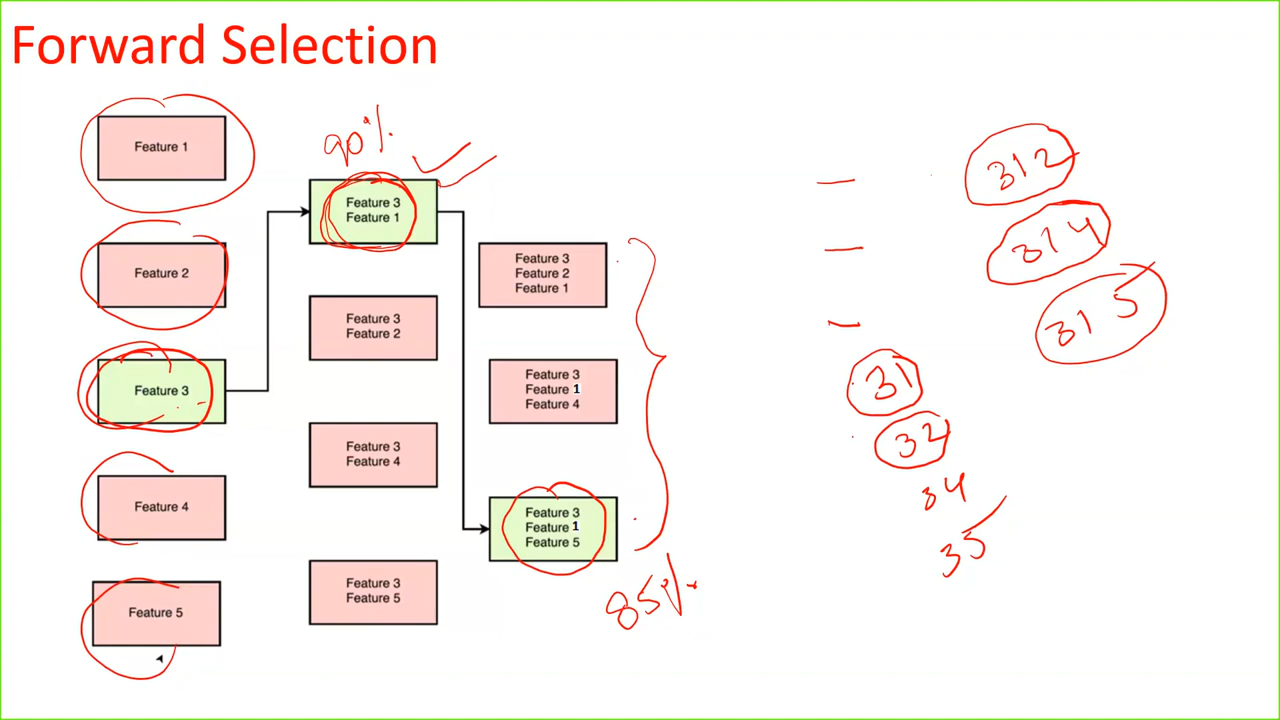 Forward Selection
Feature 1
Feature 2
Feature 3
Feature 4
Feature 5
90%
Feature 3
Feature 1
Feature 3
Feature 2
Feature 3
Feature 4
Feature 3
Feature 5
Feature 3
Feature 2
Feature 1
Feature 3
Feature 1
Feature 4
Feature 3
Feature 1
Feature 5
85%
312
314
315
31
32
34
35